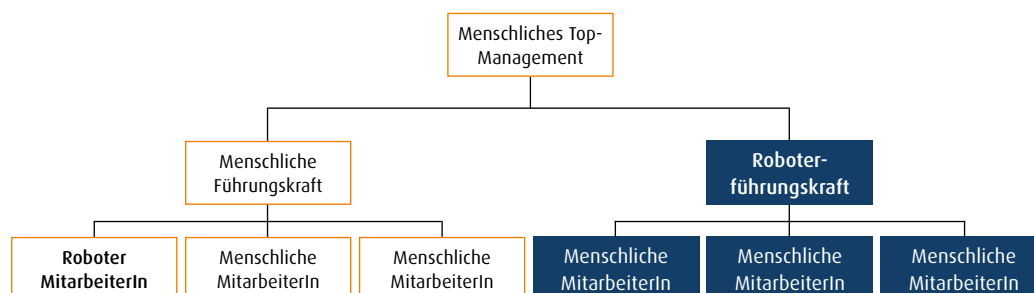 Menschliches Top-
Management
Menschliche
Führungskraft
Roboter-
führungskraft
Roboter
MitarbeiterIn
Menschliche
MitarbeiterIn
Menschliche
MitarbeiterIn
Menschliche
MitarbeiterIn
Menschliche
MitarbeiterIn
Menschliche
MitarbeiterIn